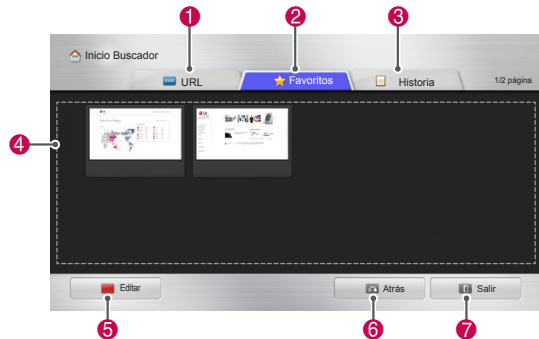 1 2 3
Inicio Buscador
URL Favoritos Historia 1/2 página
4
Editar Atrás Salir
5 6 7